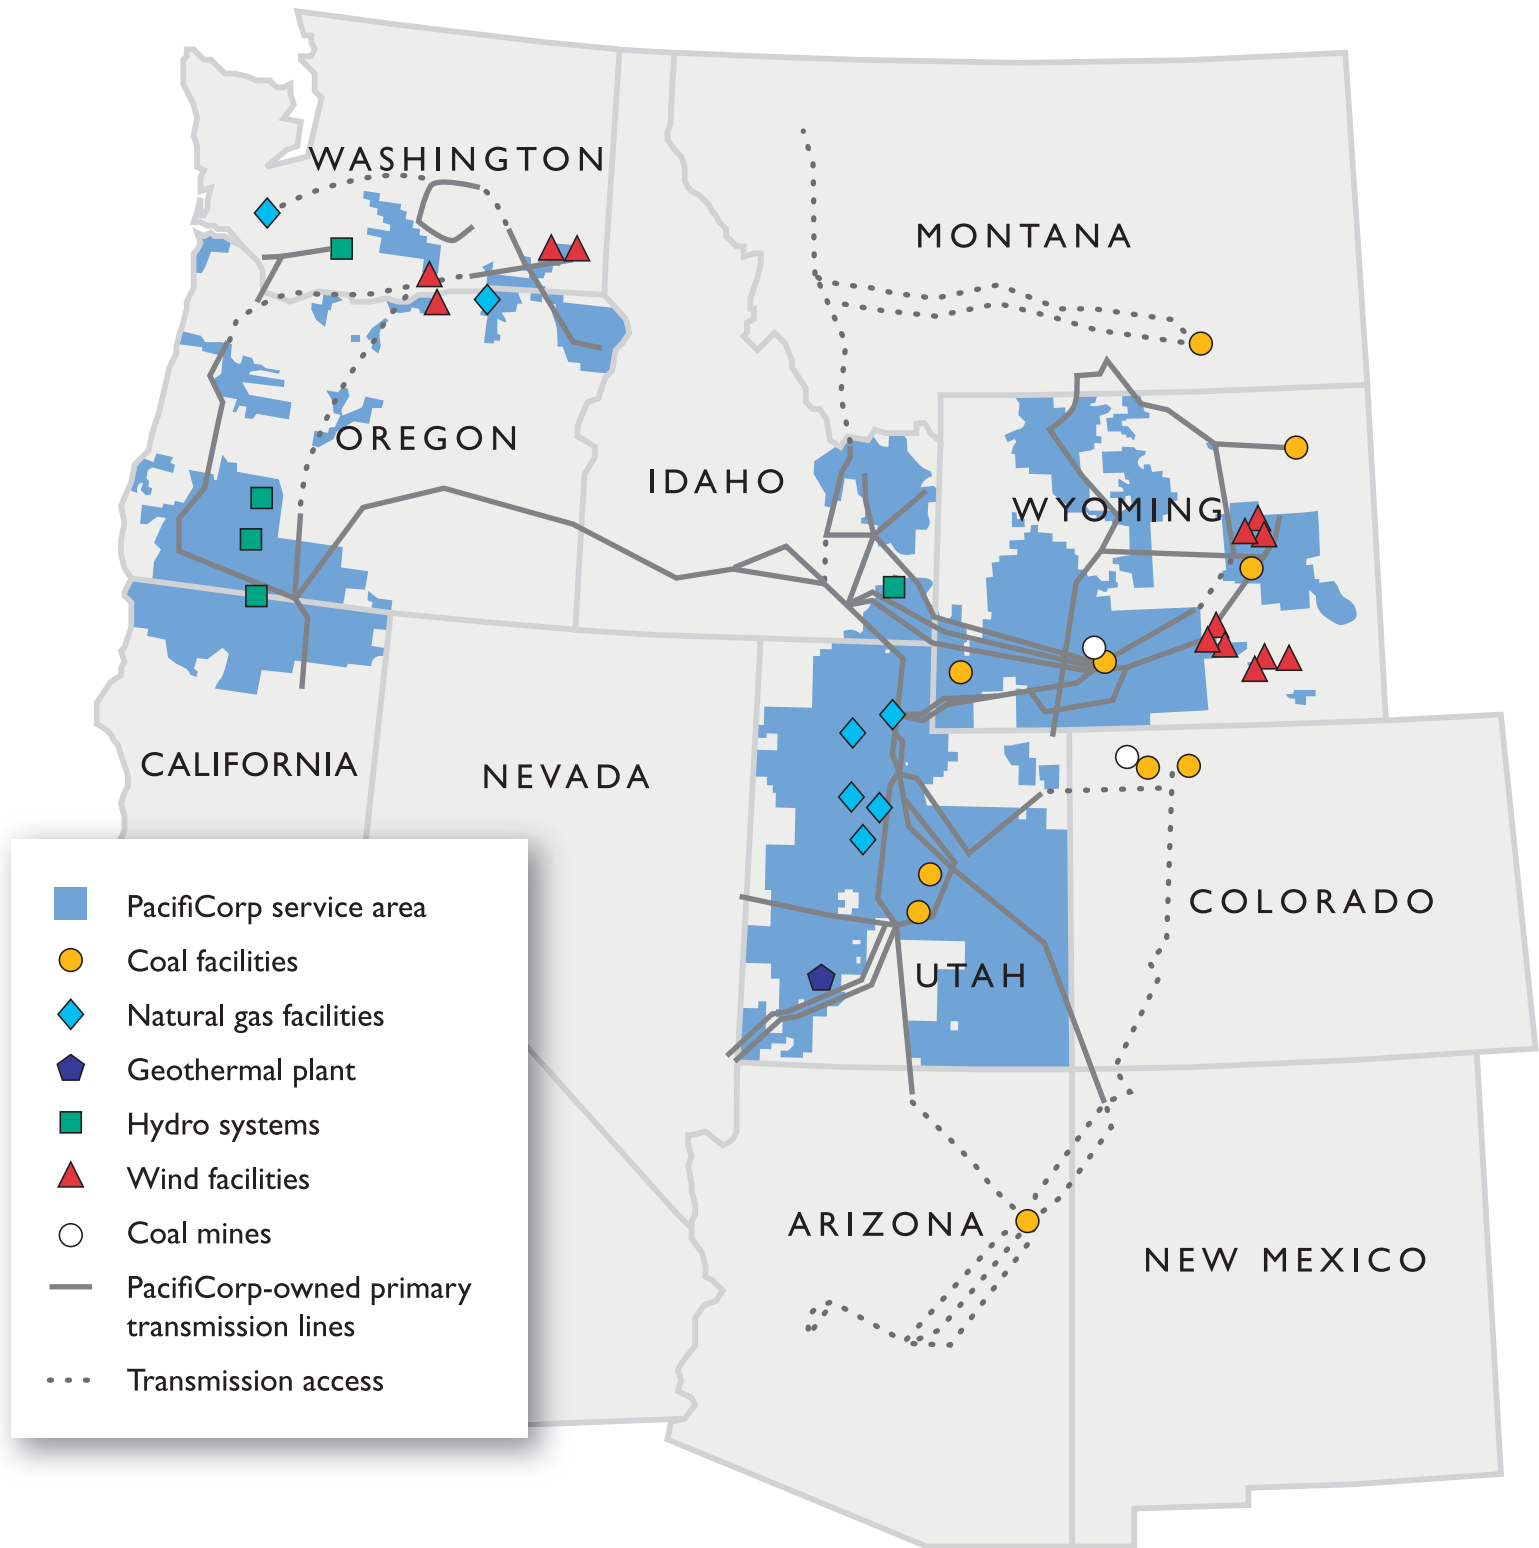 WASHINGTON
MONTANA
OREGON
IDAHO
WYOMING
CALIFORNIA
NEVADA
COLORADO
UTAH
ARIZONA
NEW MEXICO
PacifiCorp service area
Coal facilities
Natural gas facilities
Geothermal plant
Hydro systems
Wind facilities
Coal mines
PacifiCorp-owned primary
transmission lines
Transmission access